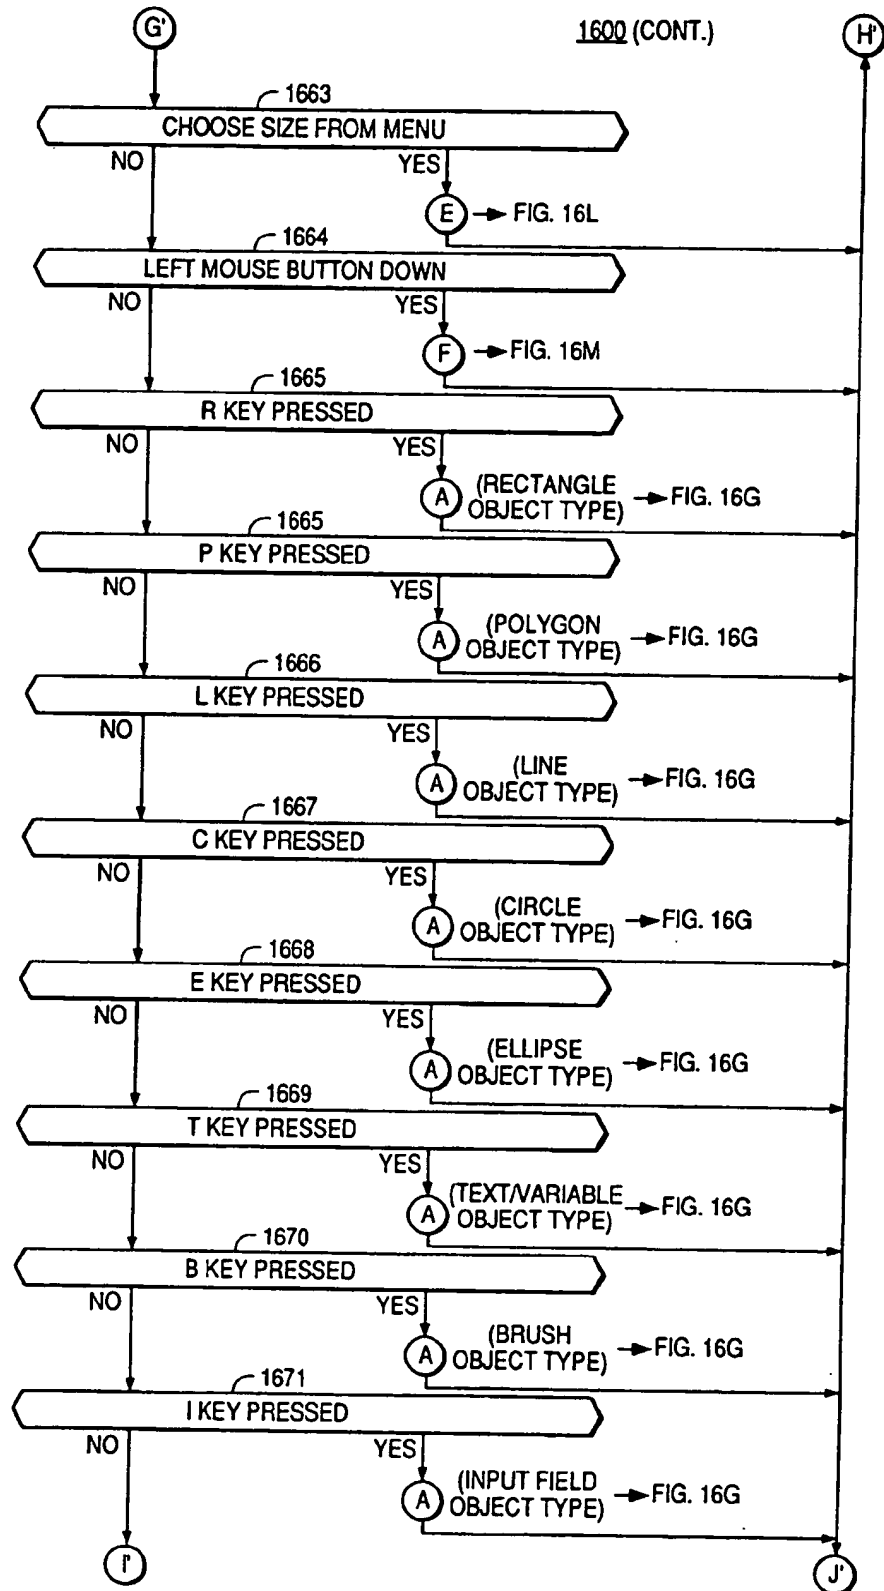 G'
1600 (CONT.)
H'
1663
CHOOSE SIZE FROM MENU
NO
YES
E
FIG. 16L
1664
LEFT MOUSE BUTTON DOWN
NO
YES
F
FIG. 16M
1665
R KEY PRESSED
NO
YES
A
(RECTANGLE
OBJECT TYPE)
FIG. 16G
1665
P KEY PRESSED
NO
YES
A
(POLYGON
OBJECT TYPE)
FIG. 16G
1666
L KEY PRESSED
NO
YES
A
(LINE
OBJECT TYPE)
FIG. 16G
1667
C KEY PRESSED
NO
YES
A
(CIRCLE
OBJECT TYPE)
FIG. 16G
1668
E KEY PRESSED
NO
YES
A
(ELLIPSE
OBJECT TYPE)
FIG. 16G
1669
T KEY PRESSED
NO
YES
A
(TEXT/VARIABLE
OBJECT TYPE)
FIG. 16G
1670
B KEY PRESSED
NO
YES
A
(BRUSH
OBJECT TYPE)
FIG. 16G
1671
I KEY PRESSED
NO
YES
A
(INPUT FIELD
OBJECT TYPE)
FIG. 16G
I'
J'